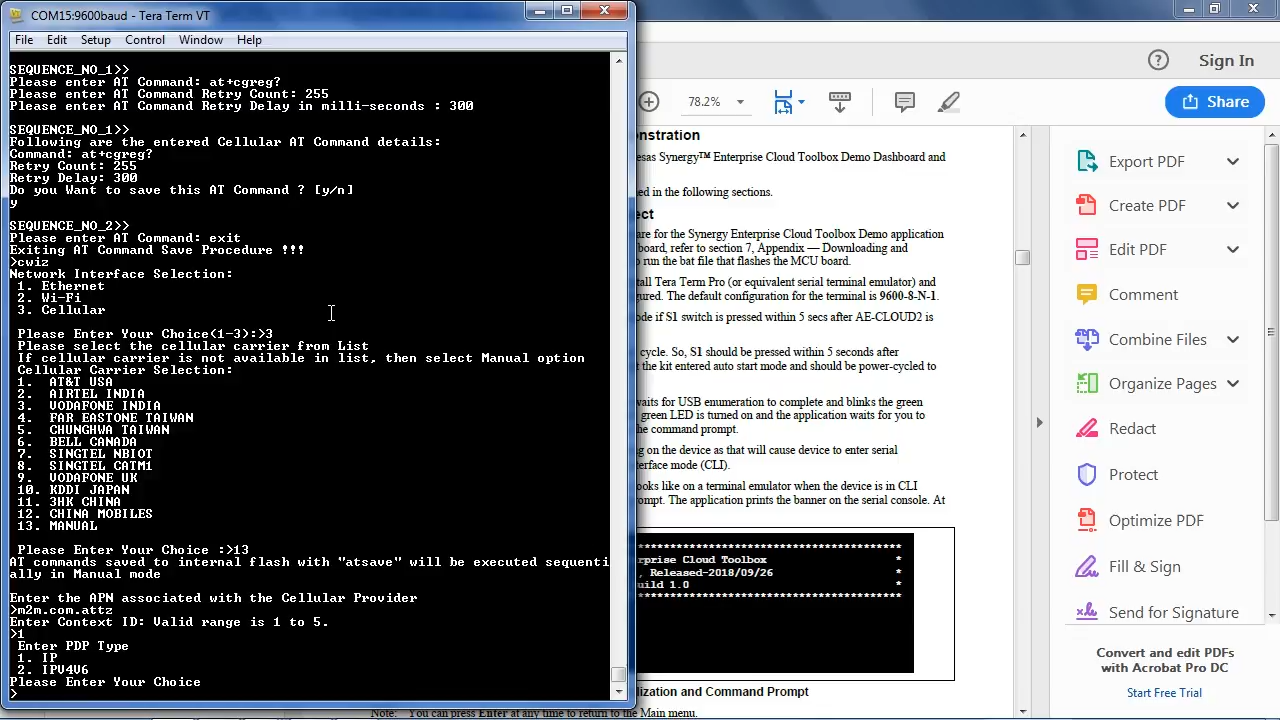 COM15:9600baud - Tera Term VT
File Edit Setup Control Window Help
SEQUENCE_NO_1>>
Please enter AT Command: at+cgreg?
Please enter AT Command Retry Count: 255
Please enter AT Command Retry Delay in milli-seconds : 300
SEQUENCE_NO_1>>
Following are the entered Cellular AT Command details:
Command: at+cgreg?
Retry Count: 255
Retry Delay: 300
Do you Want to save this AT Command ? [y/n]
y
SEQUENCE_NO_2>>
Please enter AT Command: exit
Exiting AT Command Save Procedure !!!
>cwiz
Network Interface Selection:
1. Ethernet
2. Wi-Fi
3. Cellular
Please Enter Your Choice(1-3):>3
Please select the cellular carrier from List
If cellular carrier is not available in list, then select Manual option
Cellular Carrier Selection:
1. AT&T USA
2. AIRTEL INDIA
3. VODAFONE INDIA
4. FAR EASTONE TAIWAN
5. CHUNGHWA TAIWAN
6. BELL CANADA
7. SINGTEL NBIOT
8. SINGTEL CATM1
9. VODAFONE UK
10. KDDI JAPAN
11. 3HK CHINA
12. CHINA MOBILES
13. MANUAL
Please Enter Your Choice :>13
AT commands saved to internal flash with "atsave" will be executed sequenti
ally in Manual mode
Enter the APN associated with the Cellular Provider
>m2m.com.attz
Enter Context ID: Valid range is 1 to 5.
>1
Enter PDP Type
1. IP
2. IPV4V6
Please Enter Your Choice
>
Sign In
78.2%
Share
nstration
esas Synergy™ Enterprise Cloud Toolbox Demo Dashboard and
ed in the following sections.
ect
are for the Synergy Enterprise Cloud Toolbox Demo application
board, refer to section 7, Appendix — Downloading and
o run the bat file that flashes the MCU board.
tall Tera Term Pro (or equivalent serial terminal emulator) and
gured. The default configuration for the terminal is 9600-8-N-1.
ode if S1 switch is pressed within 5 secs after AE-CLOUD2 is
cycle. So, S1 should be pressed within 5 seconds after
t the kit entered auto start mode and should be power-cycled to
waits for USB enumeration to complete and blinks the green
green LED is turned on and the application waits for you to
he command prompt.
g on the device as that will cause device to enter serial
erface mode (CLI).
ooks like on a terminal emulator when the device is in CLI
ompt. The application prints the banner on the serial console. At
******************************************
rprise Cloud Toolbox *
, Released-2018/09/26 *
uild 1.0 *
******************************************
lization and Command Prompt
Note: You can press Enter at any time to return to the Main menu.
Export PDF
Create PDF
Edit PDF
Comment
Combine Files
Organize Pages
Redact
Protect
Optimize PDF
Fill & Sign
Send for Signature
Convert and edit PDFs
with Acrobat Pro DC
Start Free Trial